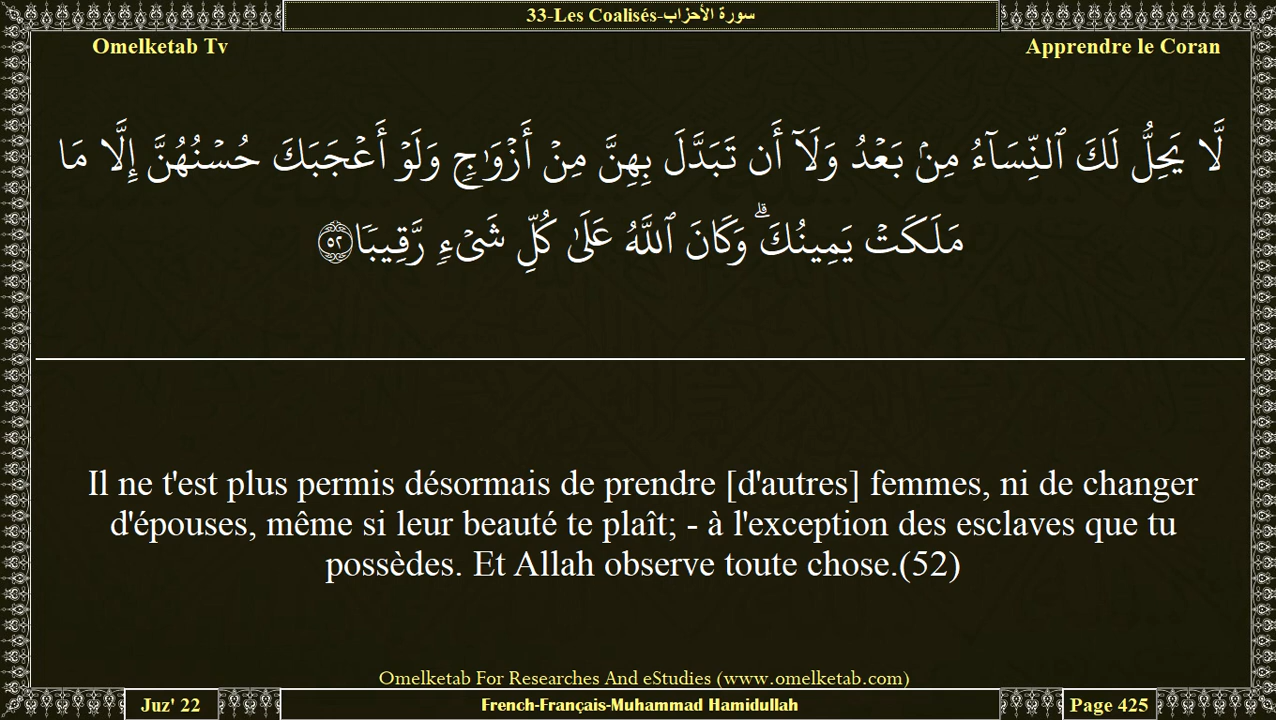 33-Les Coalisés-سورة الأحزاب
Omelketab Tv
Apprendre le Coran
لَّا يَحِلُّ لَكَ ٱلنِّسَآءُ مِنۢ بَعْدُ وَلَآ أَن تَبَدَّلَ بِهِنَّ مِنْ أَزْوَٰجٍۢ وَلَوْ أَعْجَبَكَ حُسْنُهُنَّ إِلَّا مَا
مَلَكَتْ يَمِينُكَ ۗ وَكَانَ ٱللَّهُ عَلَىٰ كُلِّ شَىْءٍۢ رَّقِيبًۭا ٥٢
Il ne t'est plus permis désormais de prendre [d'autres] femmes, ni de changer
d'épouses, même si leur beauté te plaît; - à l'exception des esclaves que tu
possèdes. Et Allah observe toute chose.(52)
Omelketab For Researches And eStudies (www.omelketab.com)
Juz' 22
French-Français-Muhammad Hamidullah
Page 425